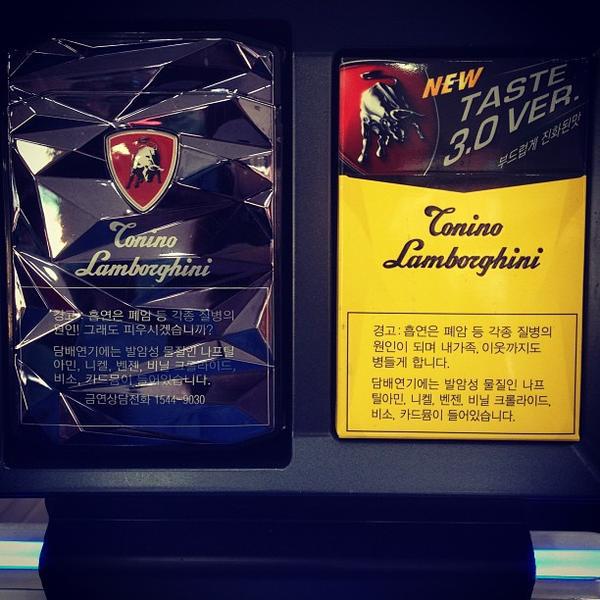 Tonino
Lamborghini
경고: 흡연은 폐암 등 각종 질병의
원인! 그래도 피우시겠습니까?
담배연기에는 발암성 물질인 나프틸
아민, 니켈, 벤젠, 비닐 크롤라이드,
비소, 카드뮴이 들어있습니다.
금연상담전화 1544-9030
NEW
TASTE
3.0 VER.
부드럽게 진화된맛
Tonino
Lamborghini
경고: 흡연은 폐암 등 각종 질병의
원인이 되며 내가족, 이웃까지도
병들게 합니다.
담배연기에는 발암성 물질인 나프
틸아민, 니켈, 벤젠, 비닐 크롤라이드,
비소, 카드뮴이 들어있습니다.